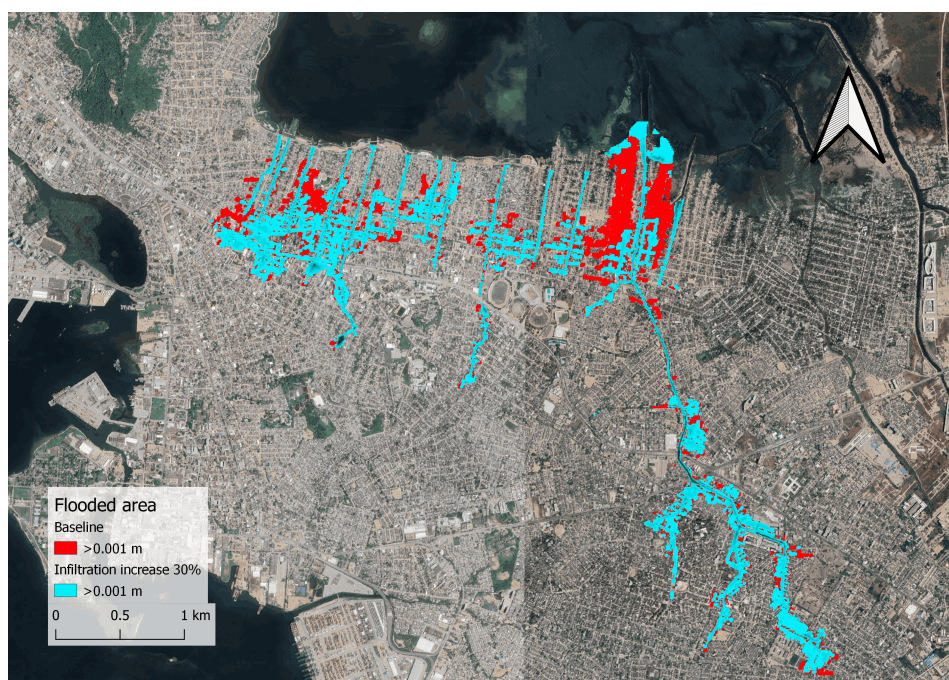 Flooded area
Baseline
>0.001 m
Infiltration increase 30%
>0.001 m
0 0.5 1 km